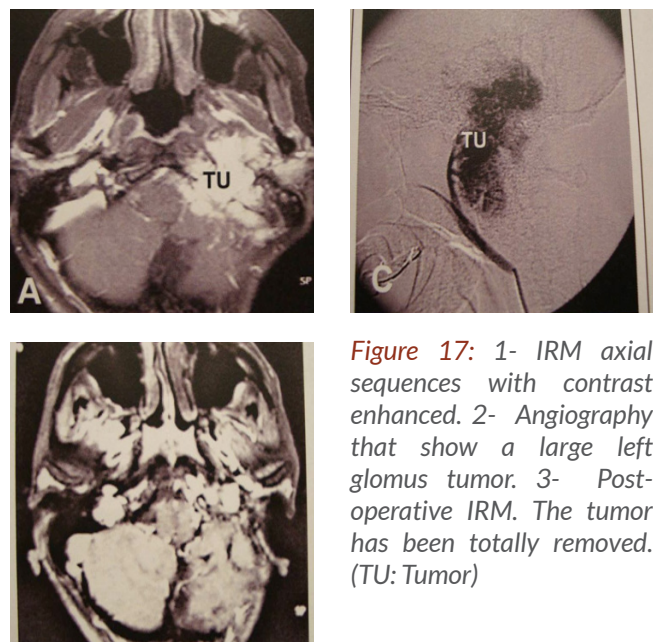 TU
A
SP
TU
C
Figure 17: 1- IRM axial
sequences with contrast
enhanced. 2- Angiography
that show a large left
glomus tumor. 3- Post-
operative IRM. The tumor
has been totally removed.
(TU: Tumor)